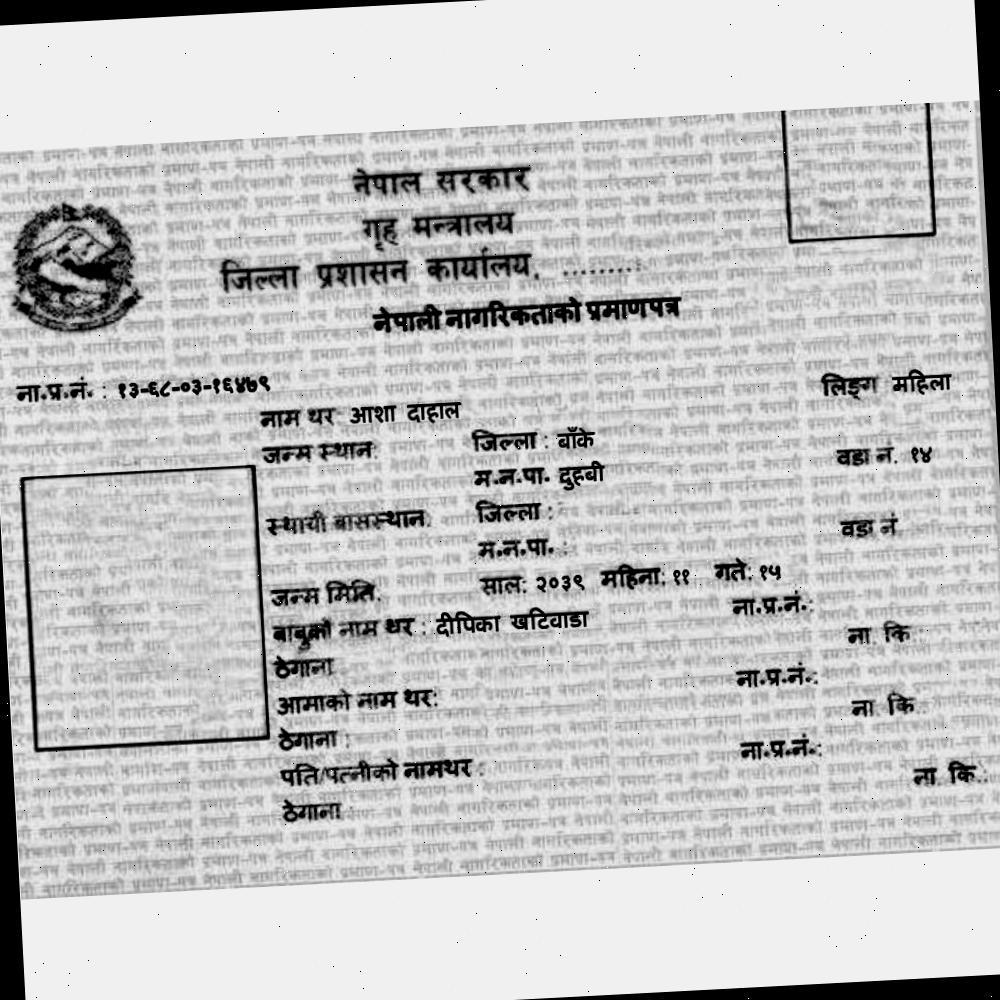 नेपाल सरकार
गृह मन्त्रालय
जिल्ला प्रशासन कार्यालय, .........
नेपाली नागरिकताको प्रमाणपत्र
ना.प्र.नं. : १३-६८-०३-१६४७९ लिङ्ग महिला
नाम थर: आशा दाहाल
जन्म स्थान: जिल्ला : बाँके वडा नं. १४
म.न.पा. दुहबी
स्थायी बासस्थान: जिल्ला : वडा नं
म.न.पा. :
जन्म मिति: साल: २०३९ महिना: ११ गते: १५
बाबुको नाम थर : दीपिका खटिवाडा ना.प्र.नं.:
ठेगाना ना कि :
आमाको नाम थर: ना.प्र.नं.:
ठेगाना : ना कि :
पति/पत्नीको नामथर : ना.प्र.नं.:
ठेगाना : ना कि.: